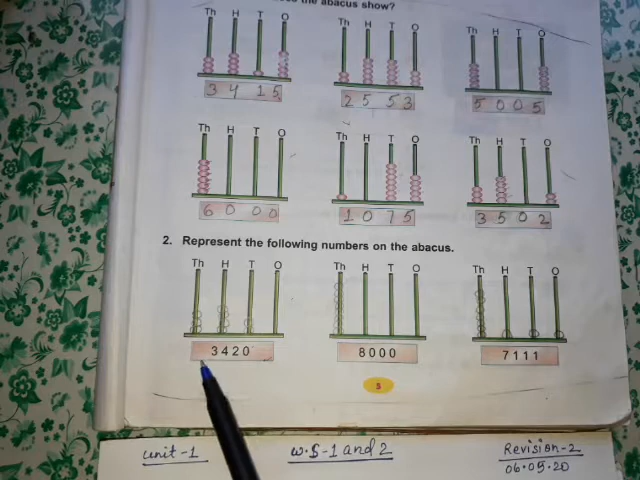 the abacus show?
Th H T O Th H T O Th H T O
3 4 1 5 2 5 5 3 5 0 0 5
Th H T O Th H T O Th H T O
6 0 0 0 1 0 7 5 3 5 0 2
2. Represent the following numbers on the abacus.
Th H T O Th H T O Th H T O
3420 8000 7111
5
unit-1 W.S-1 and 2 Revision-2
06.05.20